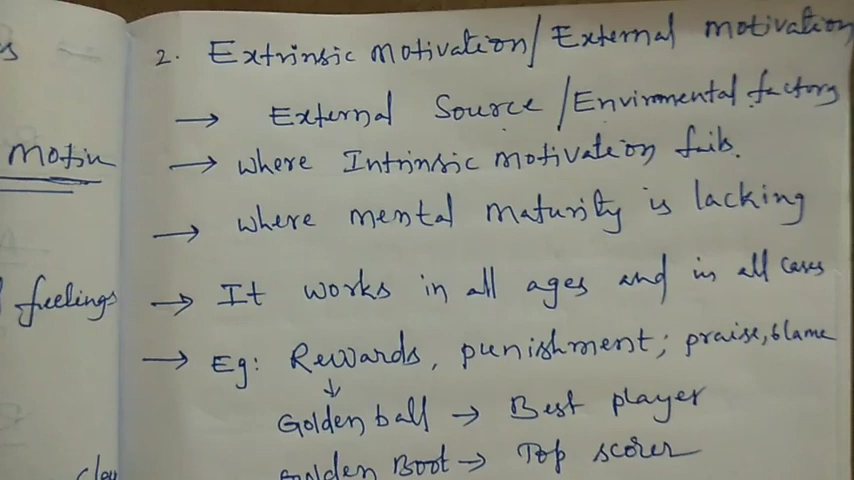 2. Extrinsic Motivation/ External motivation
→ External Source /Envirmental factors
→ where Intrinsic motivation fails.
→ where mental maturity is lacking
→ It works in all ages and in all cases
→ Eg: Rewards, punishment; praise, blame
↓
Golden ball → Best player
Golden Boot → Top scorer
Motin
feelings